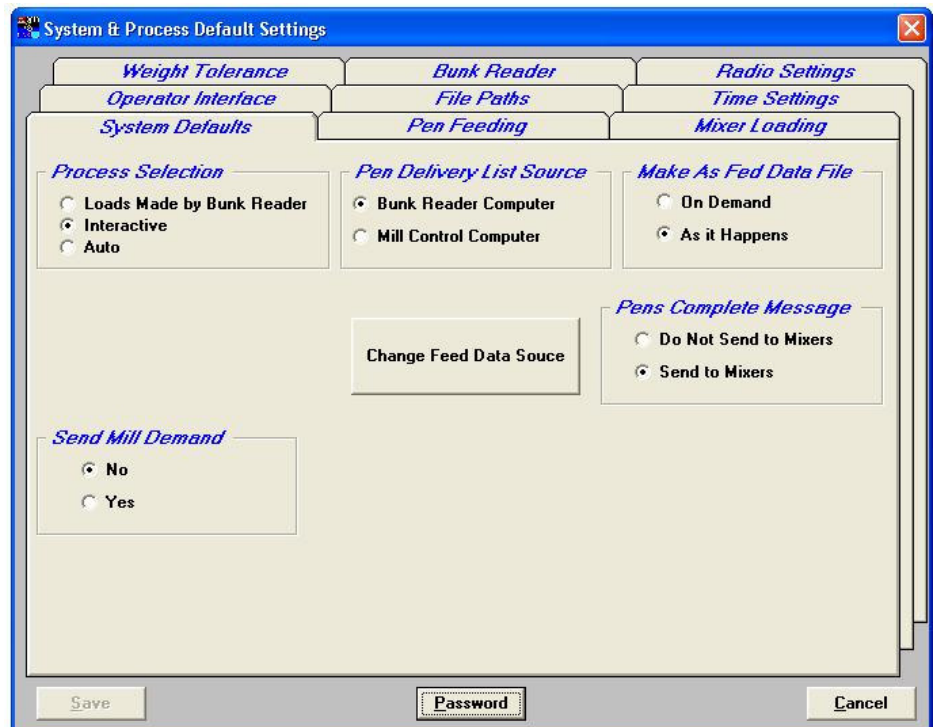 System & Process Default Settings
Weight Tolerance
Bunk Reader
Radio Settings
Operator Interface
File Paths
Time Settings
System Defaults
Pen Feeding
Mixer Loading
Process Selection
Loads Made by Bunk Reader
Interactive
Auto
Pen Delivery List Source
Bunk Reader Computer
Mill Control Computer
Make As Fed Data File
On Demand
As it Happens
Change Feed Data Souce
Pens Complete Message
Do Not Send to Mixers
Send to Mixers
Send Mill Demand
No
Yes
Save
Password
Cancel